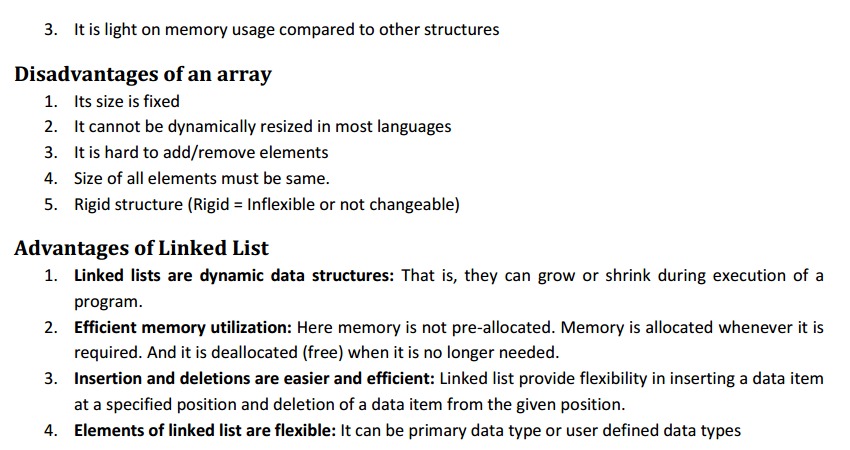 3. It is light on memory usage compared to other structures
Disadvantages of an array
1. Its size is fixed
2. It cannot be dynamically resized in most languages
3. It is hard to add/remove elements
4. Size of all elements must be same.
5. Rigid structure (Rigid = Inflexible or not changeable)
Advantages of Linked List
1. Linked lists are dynamic data structures: That is, they can grow or shrink during execution of a
program.
2. Efficient memory utilization: Here memory is not pre-allocated. Memory is allocated whenever it is
required. And it is deallocated (free) when it is no longer needed.
3. Insertion and deletions are easier and efficient: Linked list provide flexibility in inserting a data item
at a specified position and deletion of a data item from the given position.
4. Elements of linked list are flexible: It can be primary data type or user defined data types